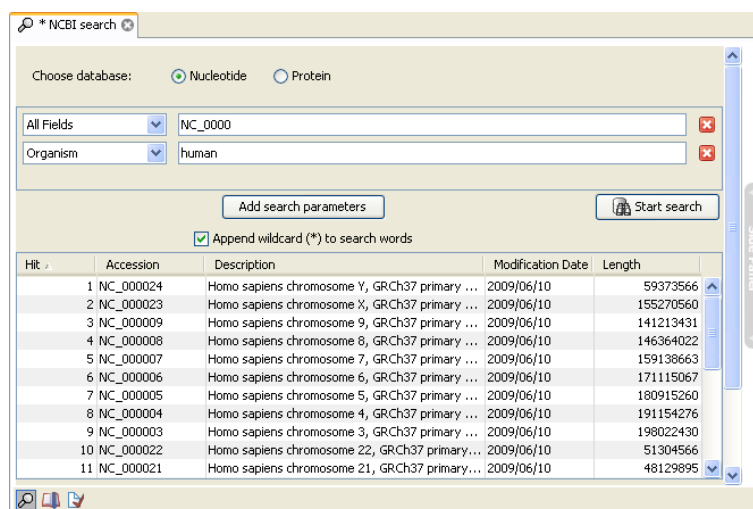 * NCBI search
Choose database: Nucleotide Protein
All Fields NC_0000
Organism human
Add search parameters Start search
Append wildcard (*) to search words
Hit Accession Description Modification Date Length
1 NC_000024 Homo sapiens chromosome Y, GRCh37 primary ... 2009/06/10 59373566
2 NC_000023 Homo sapiens chromosome X, GRCh37 primary ... 2009/06/10 155270560
3 NC_000009 Homo sapiens chromosome 9, GRCh37 primary ... 2009/06/10 141213431
4 NC_000008 Homo sapiens chromosome 8, GRCh37 primary ... 2009/06/10 146364022
5 NC_000007 Homo sapiens chromosome 7, GRCh37 primary ... 2009/06/10 159138663
6 NC_000006 Homo sapiens chromosome 6, GRCh37 primary ... 2009/06/10 171115067
7 NC_000005 Homo sapiens chromosome 5, GRCh37 primary ... 2009/06/10 180915260
8 NC_000004 Homo sapiens chromosome 4, GRCh37 primary ... 2009/06/10 191154276
9 NC_000003 Homo sapiens chromosome 3, GRCh37 primary ... 2009/06/10 198022430
10 NC_000022 Homo sapiens chromosome 22, GRCh37 primary... 2009/06/10 51304566
11 NC_000021 Homo sapiens chromosome 21, GRCh37 primary... 2009/06/10 48129895
Side Panel